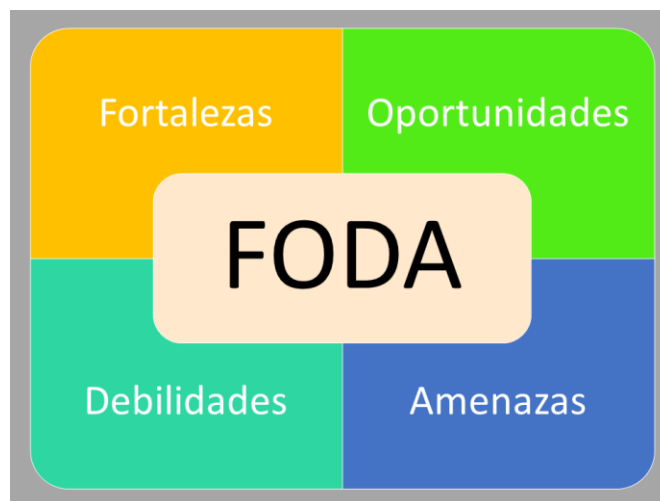 Fortalezas
Oportunidades
FODA
Debilidades
Amenazas